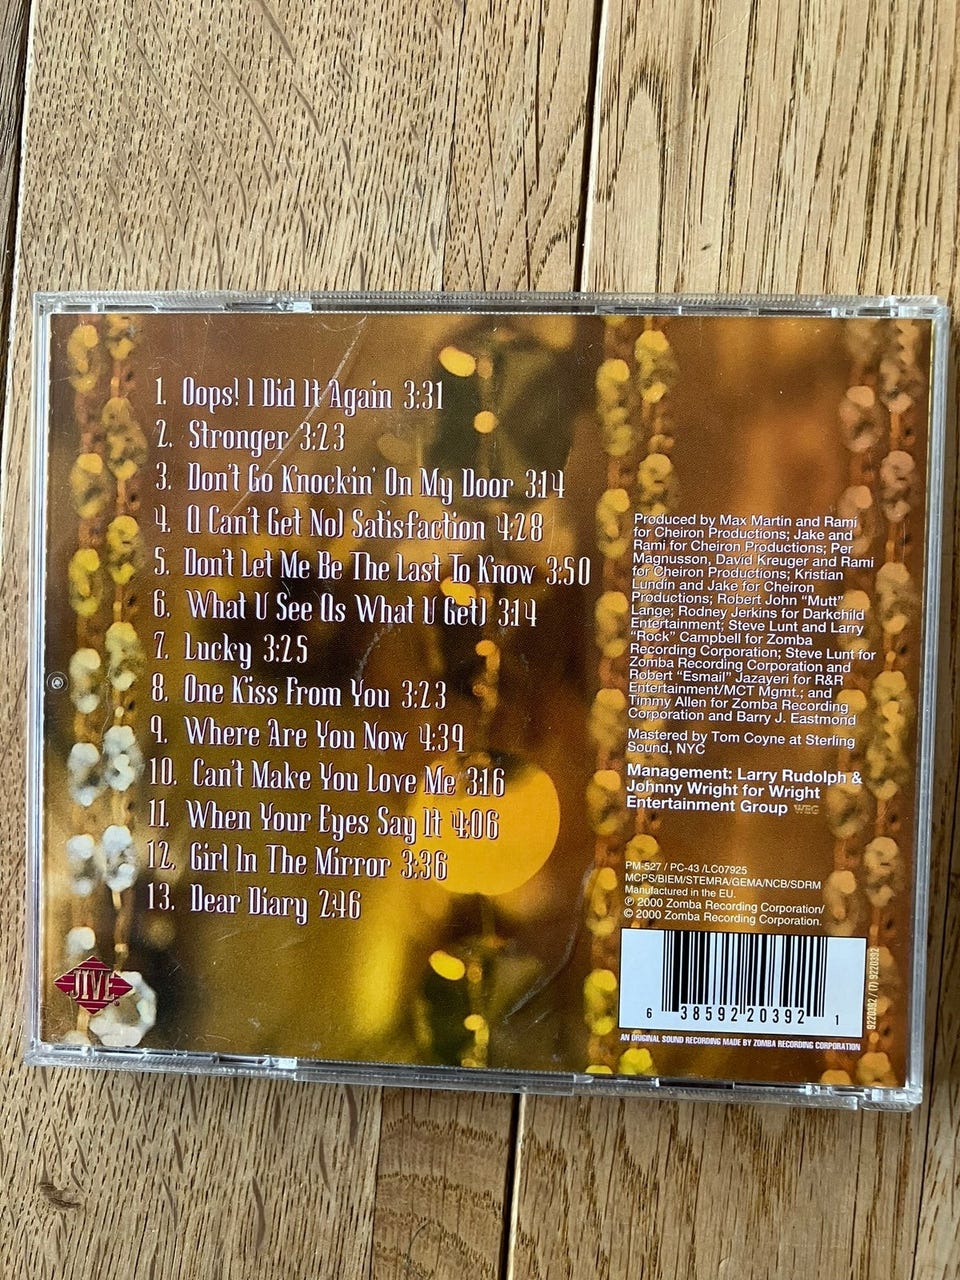 1. Oops! I Did It Again 3:31
2. Stronger 3:23
3. Don't Go Knockin' On My Door 3:14
4. (I Can't Get No) Satisfaction 4:28
5. Don't Let Me Be The Last To Know 3:50
6. What U See (Is What U Get) 3:14
7. Lucky 3:25
8. One Kiss From You 3:23
9. Where Are You Now 4:39
10. Can't Make You Love Me 3:16
11. When Your Eyes Say It 4:06
12. Girl In The Mirror 3:36
13. Dear Diary 2:46
JIVE
Produced by Max Martin and Rami
for Cheiron Productions; Jake and
Rami for Cheiron Productions; Per
Magnusson, David Kreuger and Rami
for Cheiron Productions; Kristian
Lundin and Jake for Cheiron
Productions; Robert John "Mutt"
Lange; Rodney Jerkins for Darkchild
Entertainment; Steve Lunt and Larry
"Rock" Campbell for Zomba
Recording Corporation; Steve Lunt for
Zomba Recording Corporation and
Robert "Esmail" Jazayeri for R&R
Entertainment/MCT Mgmt.; and
Timmy Allen for Zomba Recording
Corporation and Barry J. Eastmond
Mastered by Tom Coyne at Sterling
Sound, NYC
Management: Larry Rudolph &
Johnny Wright for Wright
Entertainment Group WEG
PM-527 / PC-43 /LC07925
MCPS/BIEM/STEMRA/GEMA/NCB/SDRM
Manufactured in the EU.
℗ 2000 Zomba Recording Corporation/
© 2000 Zomba Recording Corporation.
6 38592 20392 1
9220392 / (7) 9220392
AN ORIGINAL SOUND RECORDING MADE BY ZOMBA RECORDING CORPORATION